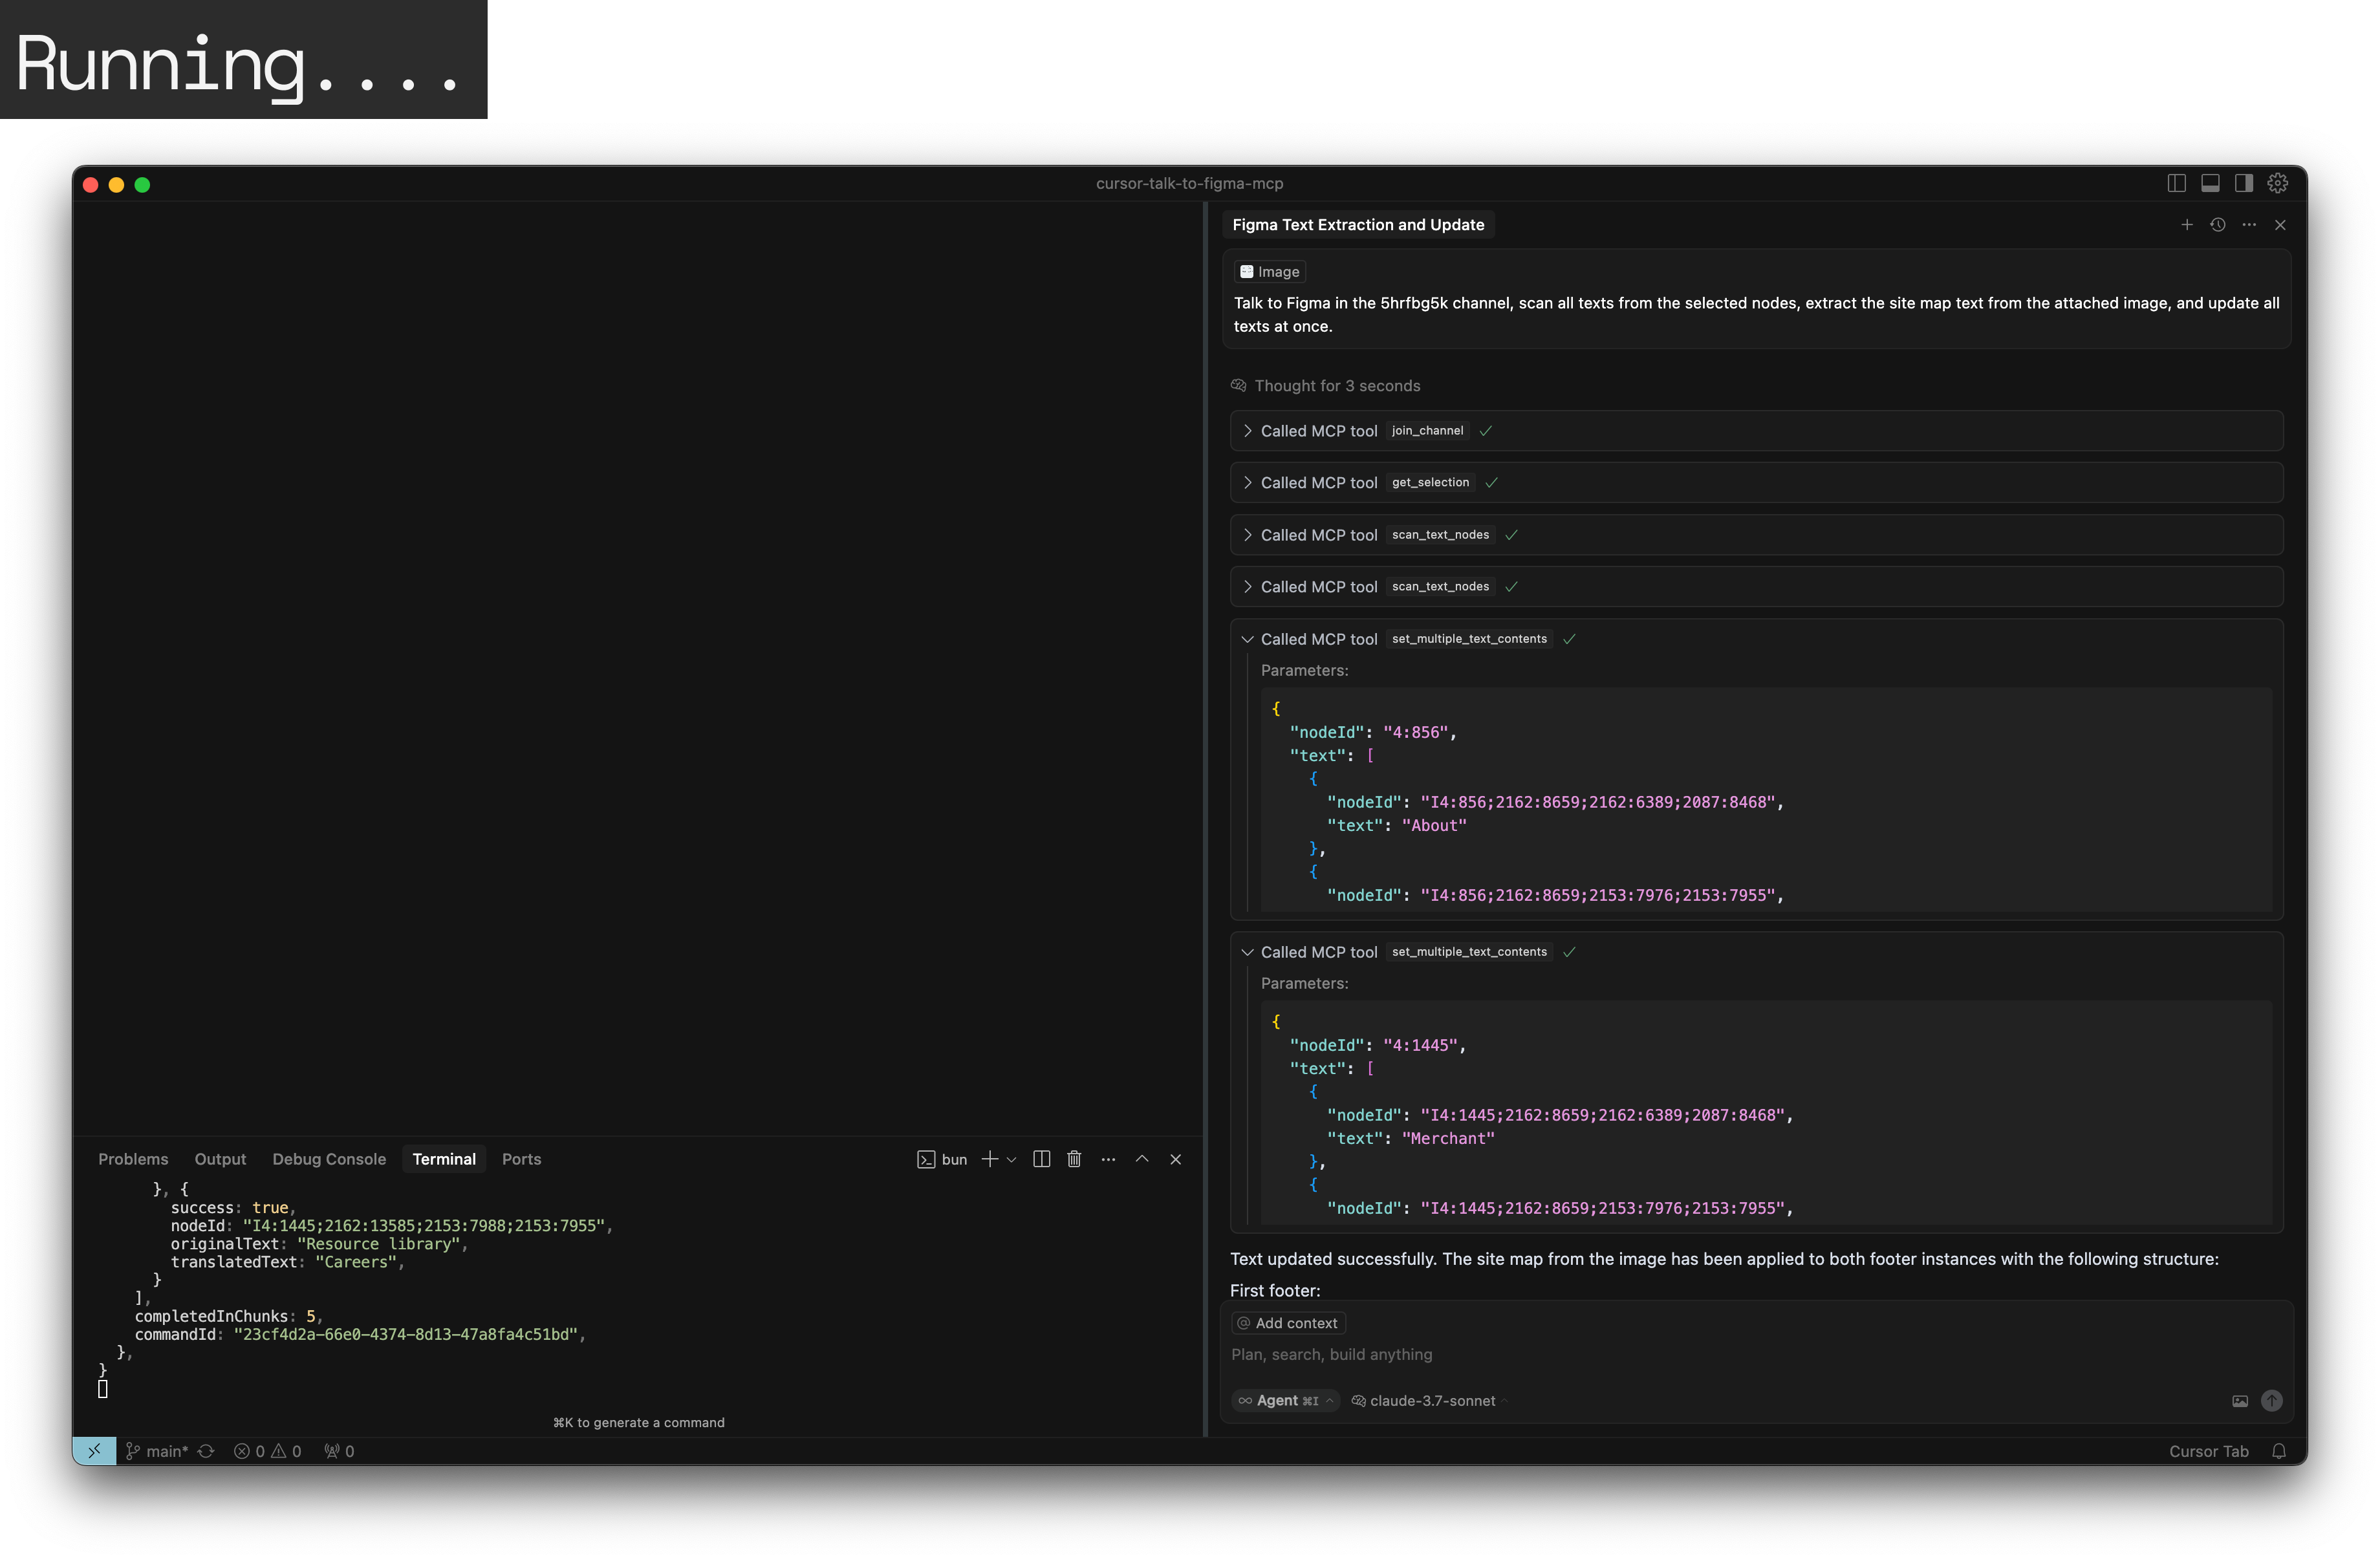 Running....
cursor-talk-to-figma-mcp
Figma Text Extraction and Update
Image
Talk to Figma in the 5hrfbg5k channel, scan all texts from the selected nodes, extract the site map text from the attached image, and update all
texts at once.
Thought for 3 seconds
Called MCP tool join_channel
Called MCP tool get_selection
Called MCP tool scan_text_nodes
Called MCP tool scan_text_nodes
Called MCP tool set_multiple_text_contents
Parameters:
{
"nodeId": "4:856",
"text": [
{
"nodeId": "I4:856;2162:8659;2162:6389;2087:8468",
"text": "About"
},
{
"nodeId": "I4:856;2162:8659;2153:7976;2153:7955",
Called MCP tool set_multiple_text_contents
Parameters:
{
"nodeId": "4:1445",
"text": [
{
"nodeId": "I4:1445;2162:8659;2162:6389;2087:8468",
"text": "Merchant"
},
{
"nodeId": "I4:1445;2162:8659;2153:7976;2153:7955",
Text updated successfully. The site map from the image has been applied to both footer instances with the following structure:
First footer:
@ Add context
Plan, search, build anything
Agent ⌘I claude-3.7-sonnet
Problems Output Debug Console Terminal Ports bun
}, {
success: true,
nodeId: "I4:1445;2162:13585;2153:7988;2153:7955",
originalText: "Resource library",
translatedText: "Careers",
}
],
completedInChunks: 5,
commandId: "23cf4d2a-66e0-4374-8d13-47a8fa4c51bd",
},
}
⌘K to generate a command
main* 0 0 0 Cursor Tab